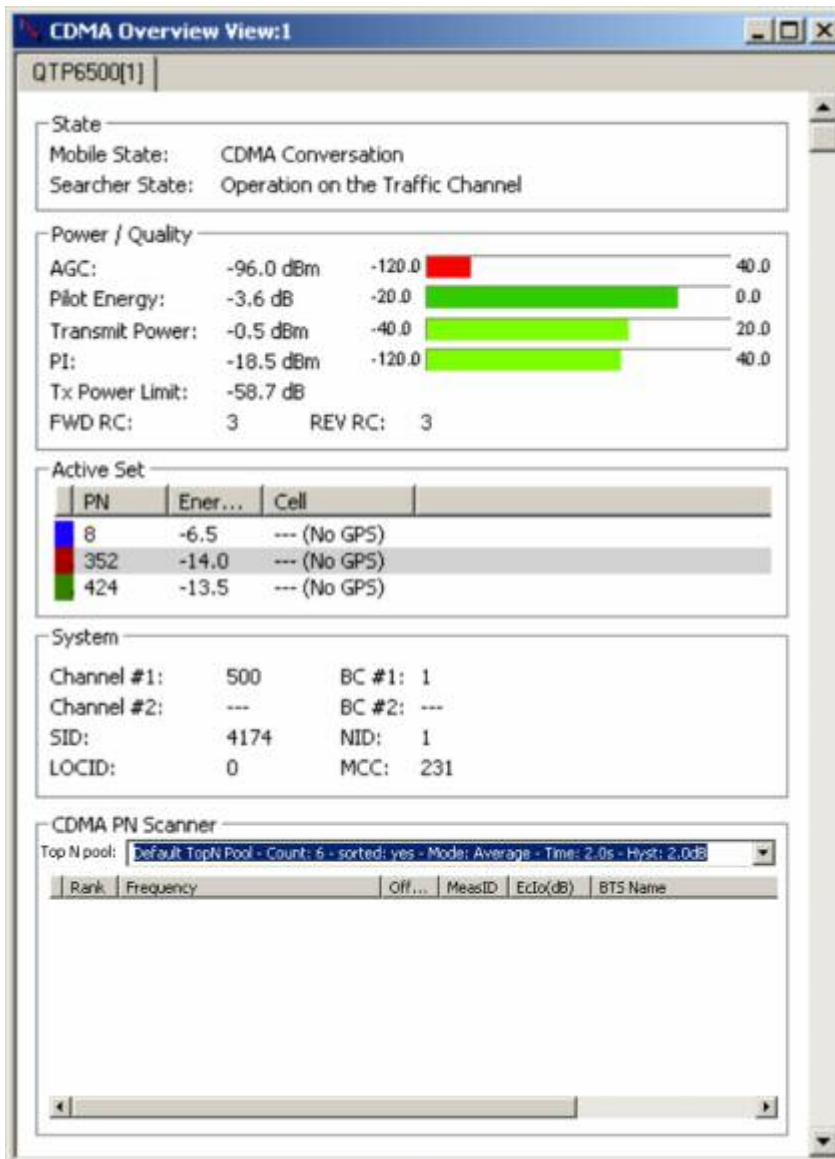 CDMA Overview View:1
QTP6500[1]
State
Mobile State: CDMA Conversation
Searcher State: Operation on the Traffic Channel
Power / Quality
AGC: -96.0 dBm -120.0 40.0
Pilot Energy: -3.6 dB -20.0 0.0
Transmit Power: -0.5 dBm -40.0 20.0
PI: -18.5 dBm -120.0 40.0
Tx Power Limit: -58.7 dB
FWD RC: 3 REV RC: 3
Active Set
PN Ener... Cell
8 -6.5 --- (No GPS)
352 -14.0 --- (No GPS)
424 -13.5 --- (No GPS)
System
Channel #1: 500 BC #1: 1
Channel #2: --- BC #2: ---
SID: 4174 NID: 1
LOCID: 0 MCC: 231
CDMA PN Scanner
Top N pool: Default TopN Pool - Count: 6 - sorted: yes - Mode: Average - Time: 2.0s - Hyst: 2.0dB
Rank Frequency Off... MeasID EcIo(dB) BTS Name